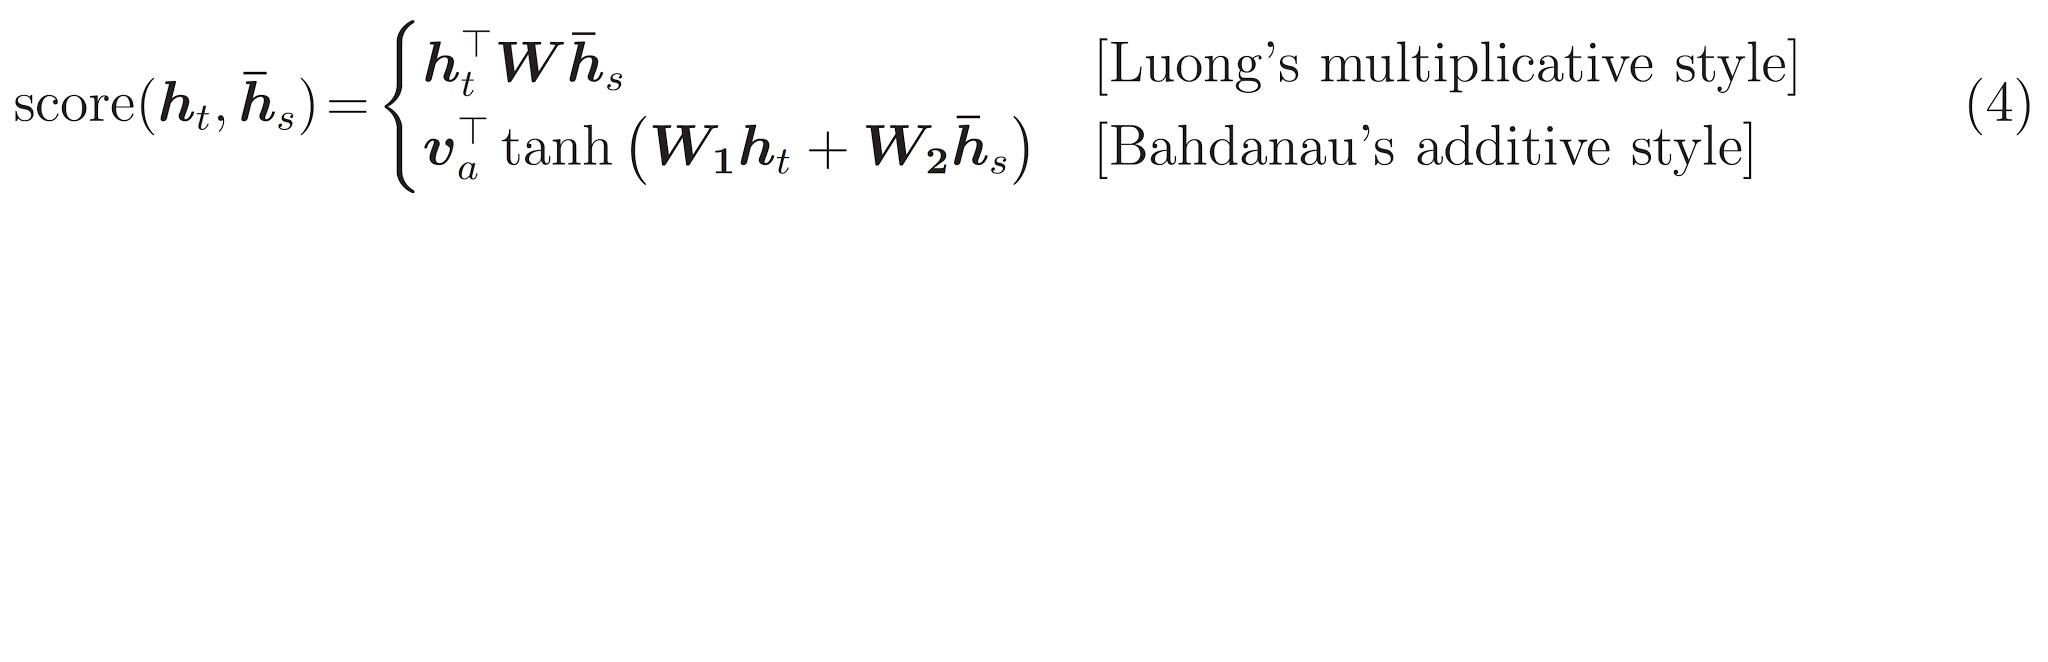 score(h_t, h̄_s) = { h_t^⊤ W h̄_s [Luong's multiplicative style]
v_a^⊤ tanh (W_1 h_t + W_2 h̄_s) [Bahdanau's additive style] (4)